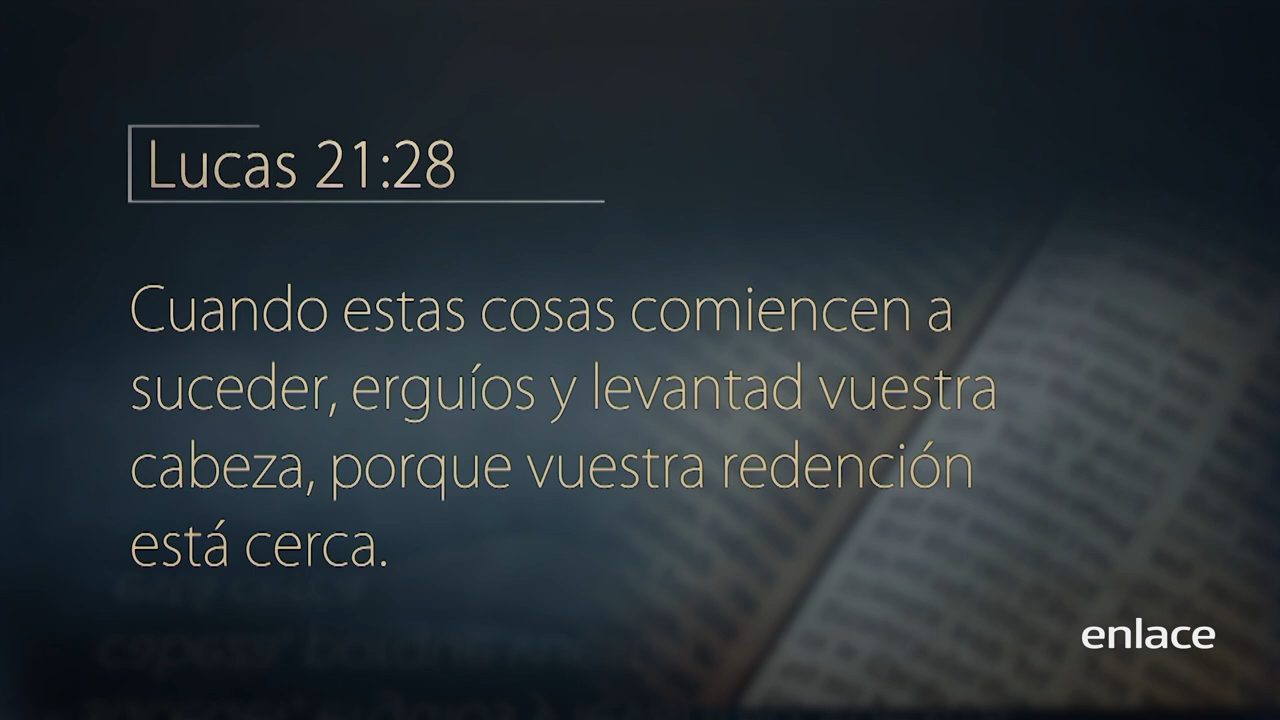 Lucas 21:28
Cuando estas cosas comiencen a
suceder, erguíos y levantad vuestra
cabeza, porque vuestra redención
está cerca.
enlace